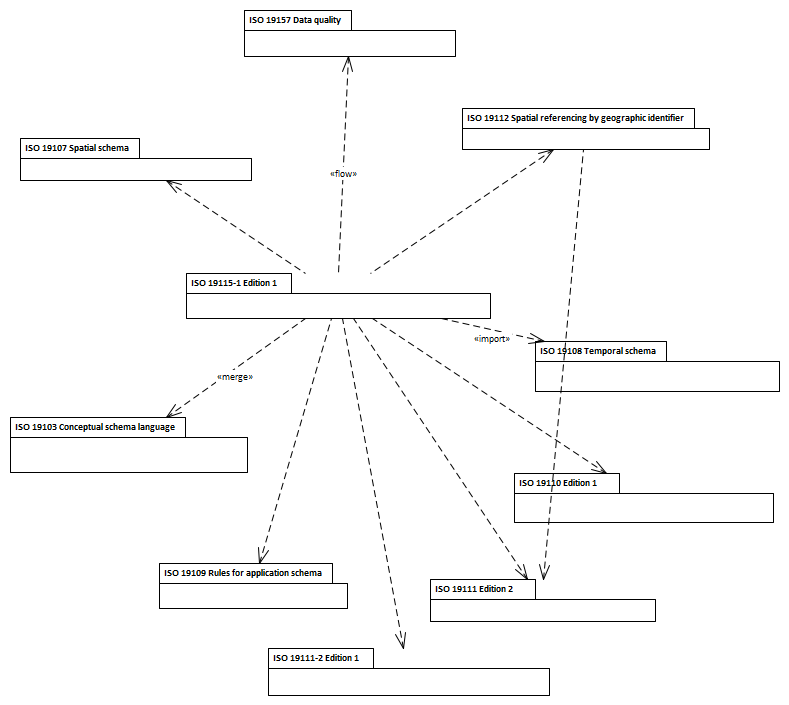 ISO 19157 Data quality
ISO 19112 Spatial referencing by geographic identifier
ISO 19107 Spatial schema
«flow»
ISO 19115-1 Edition 1
«import»
ISO 19108 Temporal schema
«merge»
ISO 19103 Conceptual schema language
ISO 19110 Edition 1
ISO 19109 Rules for application schema
ISO 19111 Edition 2
ISO 19111-2 Edition 1